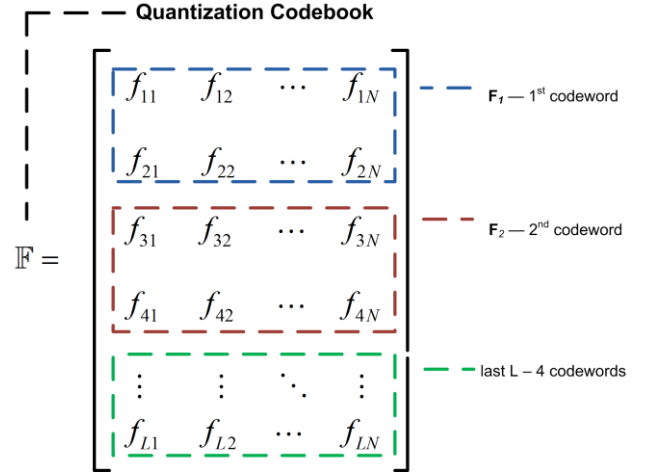 Quantization Codebook
f11 f12 ⋯ f1N
F1 — 1st codeword
f21 f22 ⋯ f2N
f31 f32 ⋯ f3N
F2 — 2nd codeword
𝔽 =
f41 f42 ⋯ f4N
⋮ ⋮ ⋱ ⋮
last L – 4 codewords
fL1 fL2 ⋯ fLN